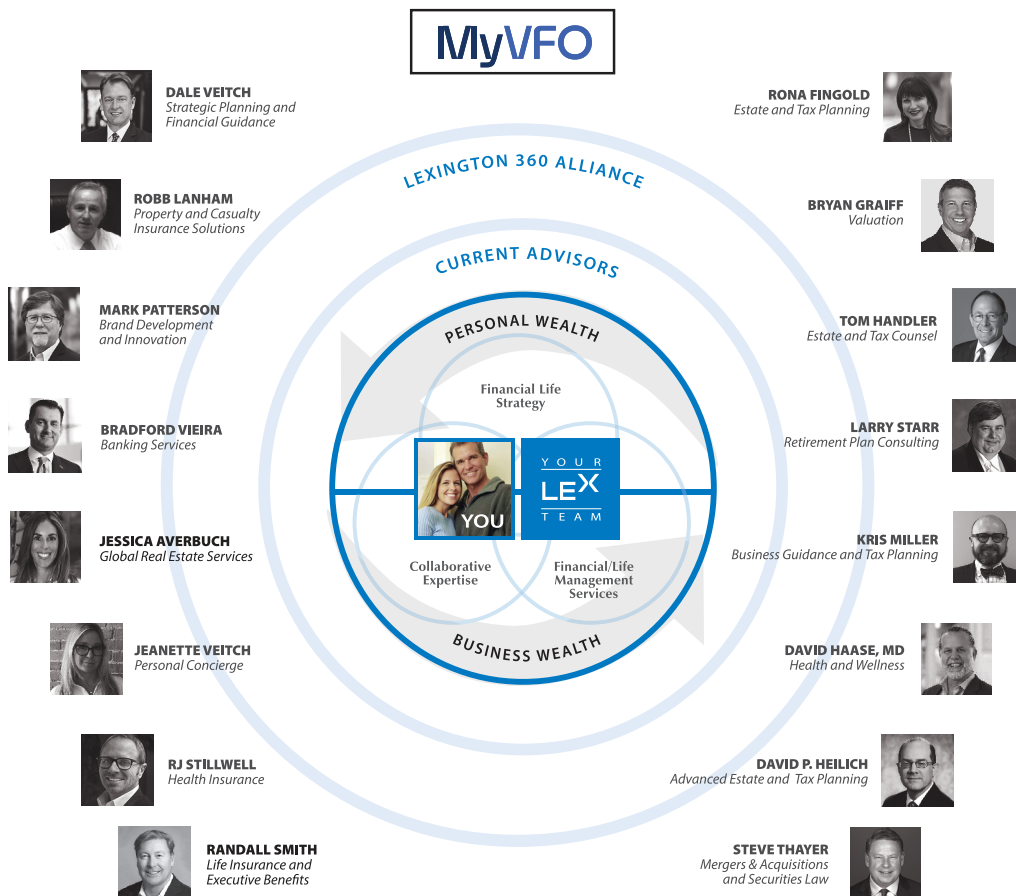 MyVFO
DALE VEITCH
Strategic Planning and
Financial Guidance
ROBB LANHAM
Property and Casualty
Insurance Solutions
MARK PATTERSON
Brand Development
and Innovation
BRADFORD VIEIRA
Banking Services
JESSICA AVERBUCH
Global Real Estate Services
JEANETTE VEITCH
Personal Concierge
RJ STILLWELL
Health Insurance
RANDALL SMITH
Life Insurance and
Executive Benefits
LEXINGTON 360 ALLIANCE
CURRENT ADVISORS
PERSONAL WEALTH
Financial Life
Strategy
YOU
YOUR
LEX
TEAM
Collaborative
Expertise
Financial/Life
Management
Services
BUSINESS WEALTH
RONA FINGOLD
Estate and Tax Planning
BRYAN GRAIFF
Valuation
TOM HANDLER
Estate and Tax Counsel
LARRY STARR
Retirement Plan Consulting
KRIS MILLER
Business Guidance and Tax Planning
DAVID HAASE, MD
Health and Wellness
DAVID P. HEILICH
Advanced Estate and Tax Planning
STEVE THAYER
Mergers & Acquisitions
and Securities Law